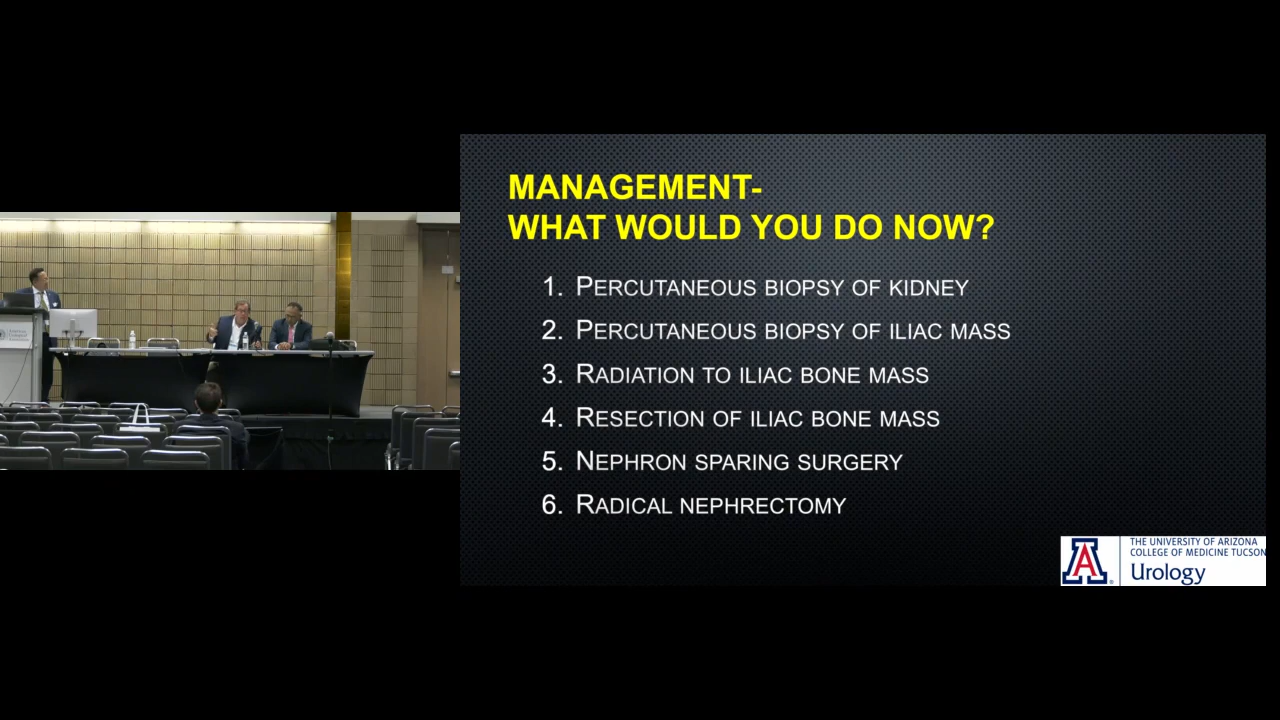 MANAGEMENT-
WHAT WOULD YOU DO NOW?
1. PERCUTANEOUS BIOPSY OF KIDNEY
2. PERCUTANEOUS BIOPSY OF ILIAC MASS
3. RADIATION TO ILIAC BONE MASS
4. RESECTION OF ILIAC BONE MASS
5. NEPHRON SPARING SURGERY
6. RADICAL NEPHRECTOMY
A
THE UNIVERSITY OF ARIZONA
COLLEGE OF MEDICINE TUCSON
Urology